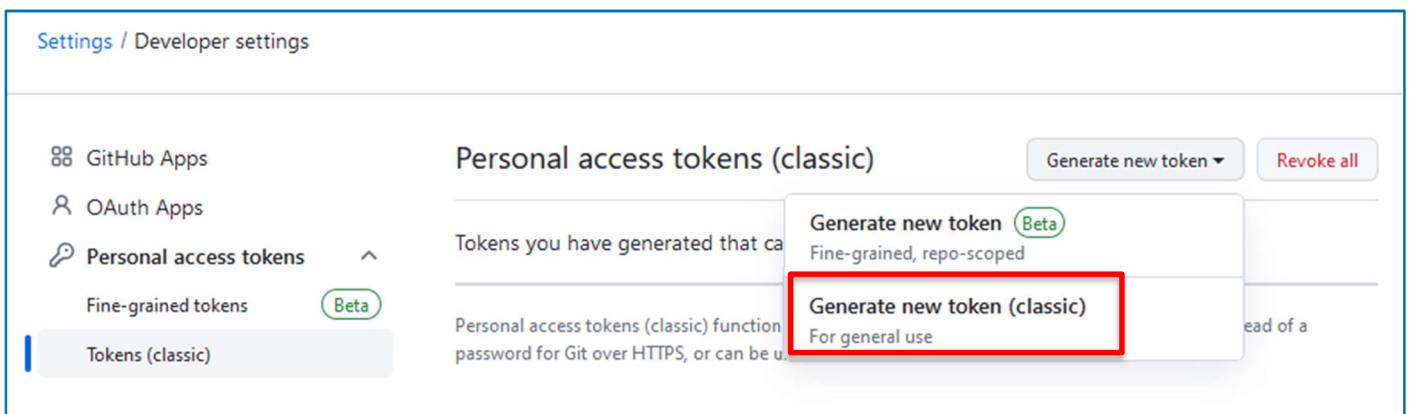 Settings / Developer settings
GitHub Apps
OAuth Apps
Personal access tokens
Fine-grained tokens Beta
Tokens (classic)
Personal access tokens (classic)
Generate new token
Revoke all
Generate new token Beta
Fine-grained, repo-scoped
Generate new token (classic)
For general use
Tokens you have generated that ca
Personal access tokens (classic) function ead of a
password for Git over HTTPS, or can be u